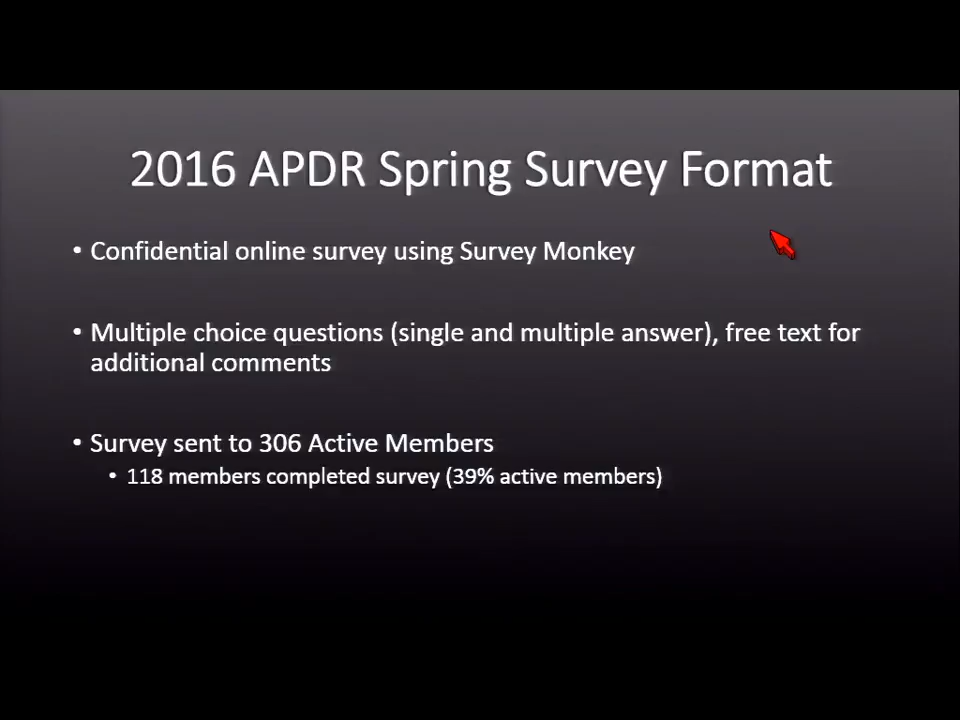 2016 APDR Spring Survey Format
• Confidential online survey using Survey Monkey
• Multiple choice questions (single and multiple answer), free text for
additional comments
• Survey sent to 306 Active Members
• 118 members completed survey (39% active members)